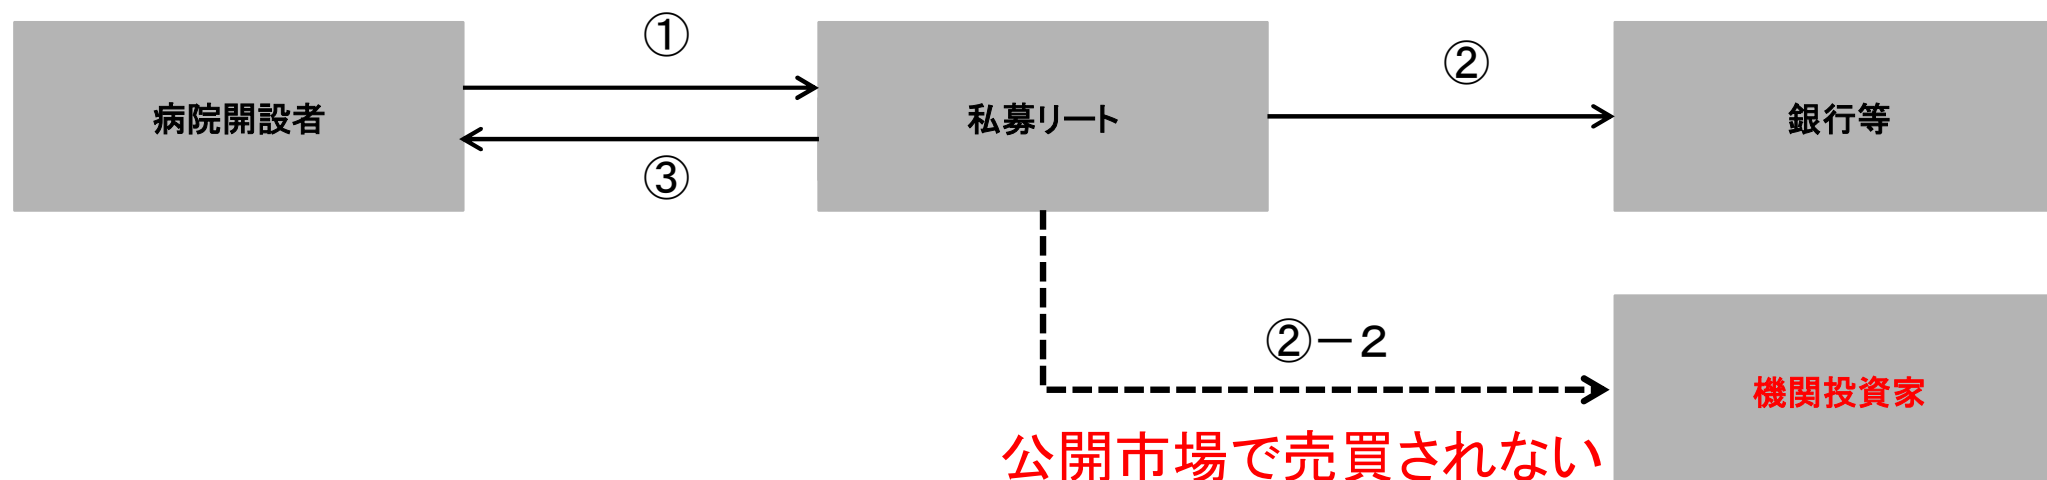 ①
病院開設者
私募リート
②
銀行等
③
②－２
機関投資家
公開市場で売買されない